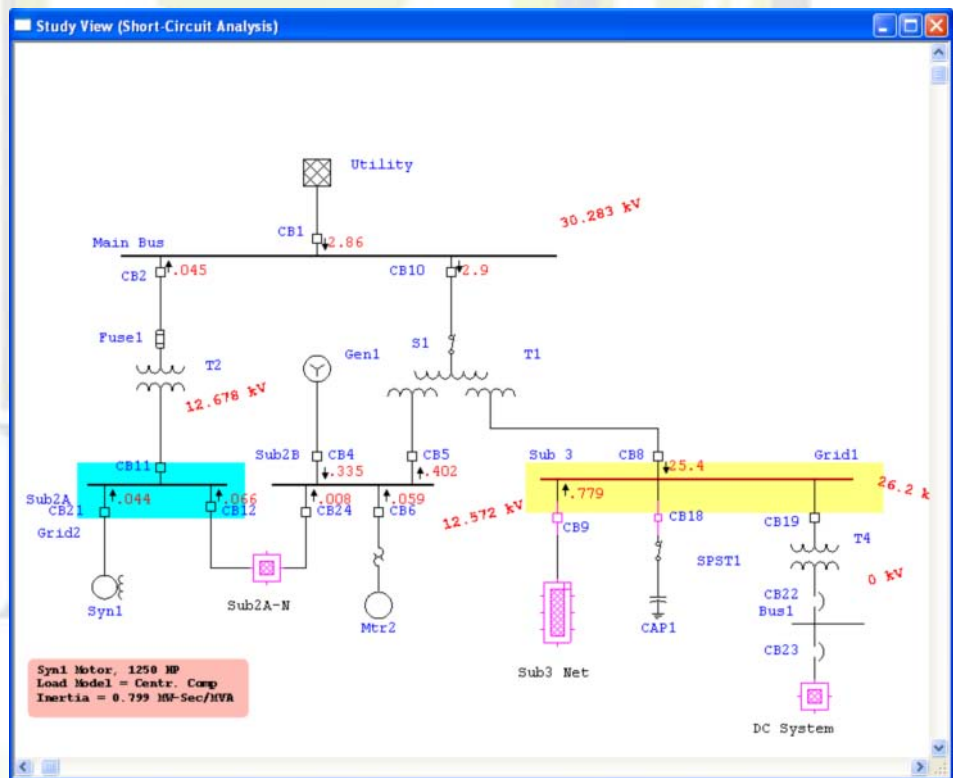 Study View (Short-Circuit Analysis)
Utility
30.283 kV
CB1
2.86
Main Bus
CB2
.045
CB10
2.9
Fuse1
S1
T1
T2
Gen1
12.678 kV
CB11
Sub2B
CB4
CB5
Sub 3
CB8
Grid1
.335
.402
25.4
26.2 k
Sub2A
.044
.066
.008
.059
.779
CB21
CB12
CB24
CB6
12.572 kV
CB9
CB18
CB19
Grid2
T4
SPST1
0 kV
CB22
Syn1
Sub2A-N
Mtr2
CAP1
Bus1
CB23
Sub3 Net
Syn1 Motor, 1250 HP
Load Model = Centr. Comp
Inertia = 0.799 MW-Sec/MVA
DC System